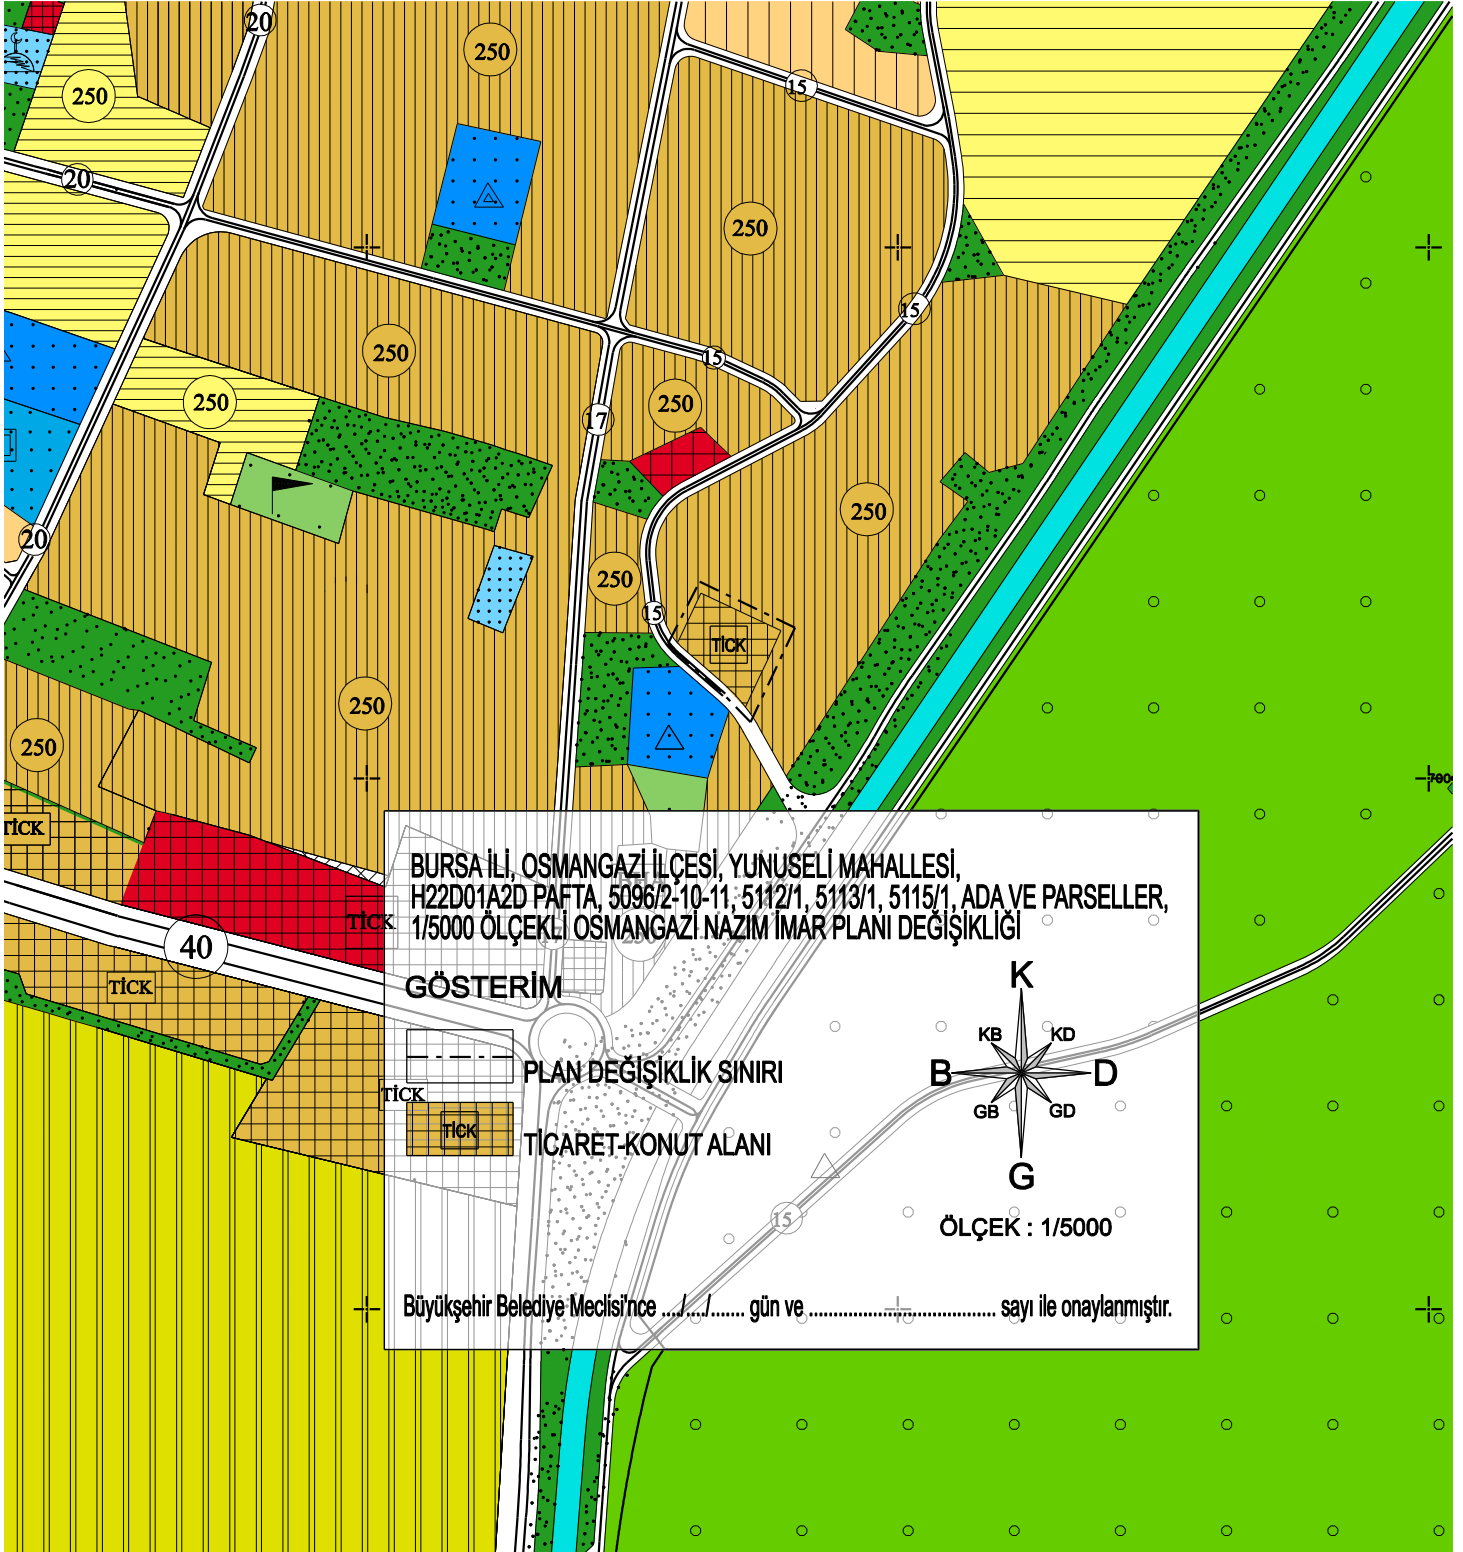 20
250
250
15
20
250
15
250
15
250
250
17
250
20
250
15
TİCK
250
250
700
TİCK
BURSA İLİ, OSMANGAZİ İLÇESİ, YUNUSELİ MAHALLESİ,
H22D01A2D PAFTA, 5096/2-10-11, 5112/1, 5113/1, 5115/1, ADA VE PARSELLER,
1/5000 ÖLÇEKLİ OSMANGAZİ NAZIM İMAR PLANI DEĞİŞİKLİĞİ
TİCK
250
40
TİCK
GÖSTERİM
K
KB
KD
B
D
GB
GD
G
PLAN DEĞİŞİKLİK SINIRI
TİCK
TİCK
TİCARET-KONUT ALANI
15
ÖLÇEK : 1/5000
Büyükşehir Belediye Meclisi'nce ..../..../....... gün ve .................................... sayı ile onaylanmıştır.